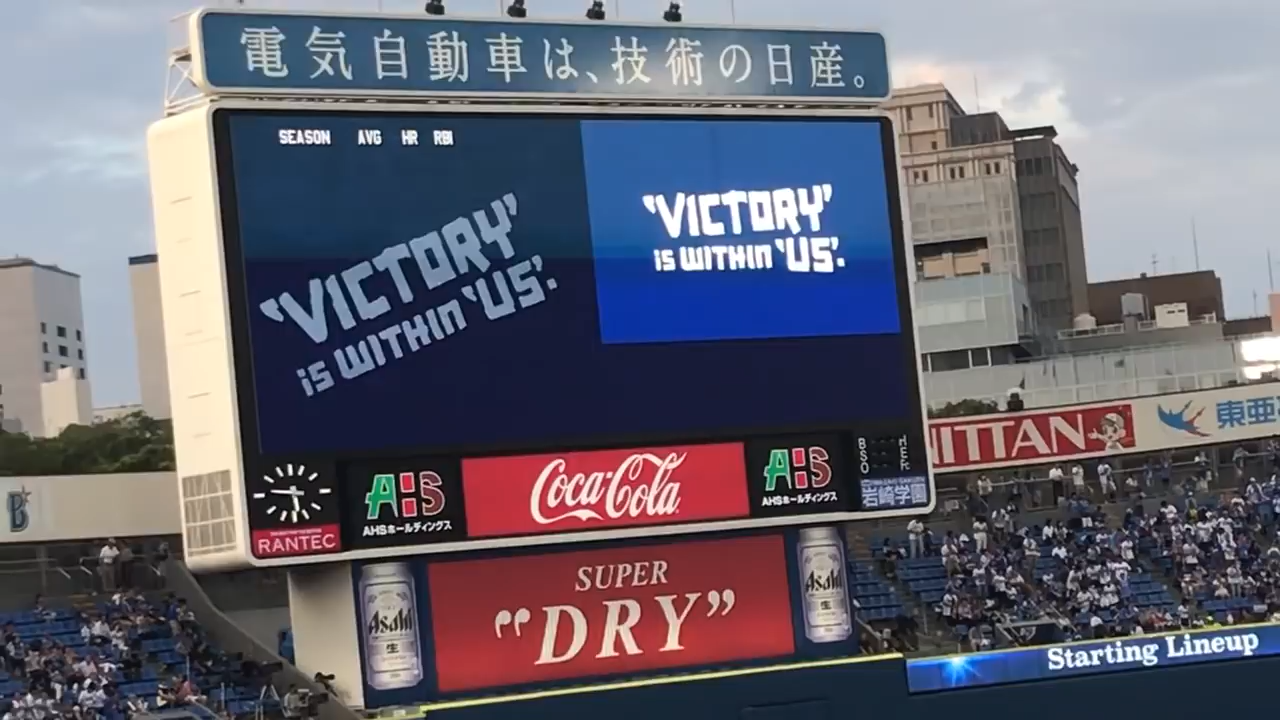 電気自動車は、技術の日産。
SEASON AVG HR RBI
'VICTORY'
is WITHIN 'US'.
'VICTORY'
is WITHIN 'US'.
NITTAN
東亜
B
B H
S E
O R
RANTEC
AHS
AHSホールディングス
Coca-Cola
AHS
AHSホールディングス
岩崎学園
Asahi
生
SUPER
"DRY"
Asahi
生
Starting Lineup